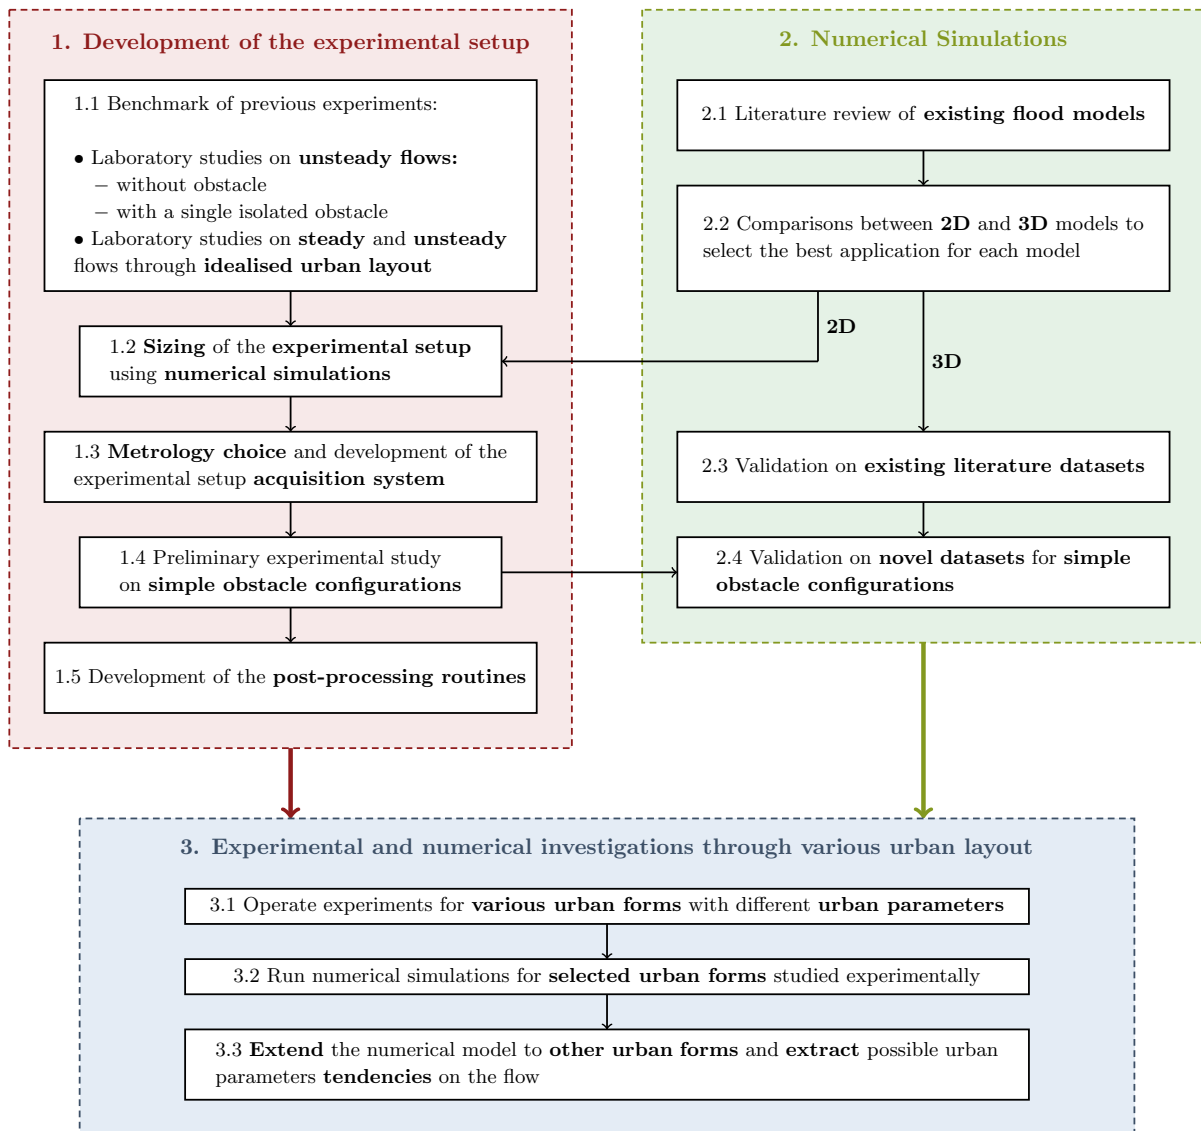 1. Development of the experimental setup
1.1 Benchmark of previous experiments:
• Laboratory studies on unsteady flows:
– without obstacle
– with a single isolated obstacle
• Laboratory studies on steady and unsteady
flows through idealised urban layout
1.2 Sizing of the experimental setup
using numerical simulations
1.3 Metrology choice and development of the
experimental setup acquisition system
1.4 Preliminary experimental study
on simple obstacle configurations
1.5 Development of the post-processing routines
2. Numerical Simulations
2.1 Literature review of existing flood models
2.2 Comparisons between 2D and 3D models to
select the best application for each model
2D
3D
2.3 Validation on existing literature datasets
2.4 Validation on novel datasets for simple
obstacle configurations
3. Experimental and numerical investigations through various urban layout
3.1 Operate experiments for various urban forms with different urban parameters
3.2 Run numerical simulations for selected urban forms studied experimentally
3.3 Extend the numerical model to other urban forms and extract possible urban
parameters tendencies on the flow